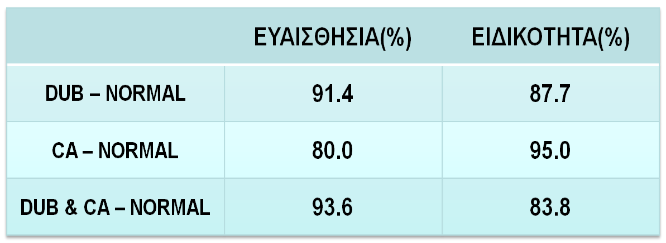 ΕΥΑΙΣΘΗΣΙΑ(%) ΕΙΔΙΚΟΤΗΤΑ(%)
DUB – NORMAL 91.4 87.7
CA – NORMAL 80.0 95.0
DUB & CA – NORMAL 93.6 83.8